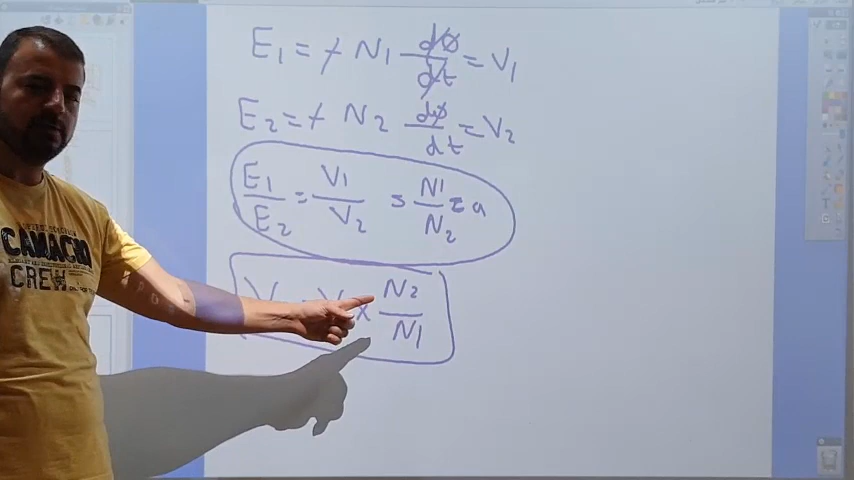 E1 = + N1 dφ/dt = V1
E2 = + N2 dφ/dt = V2
E1/E2 = V1/V2 = N1/N2 = a
V = V x N2/N1
CAMARO
CREW